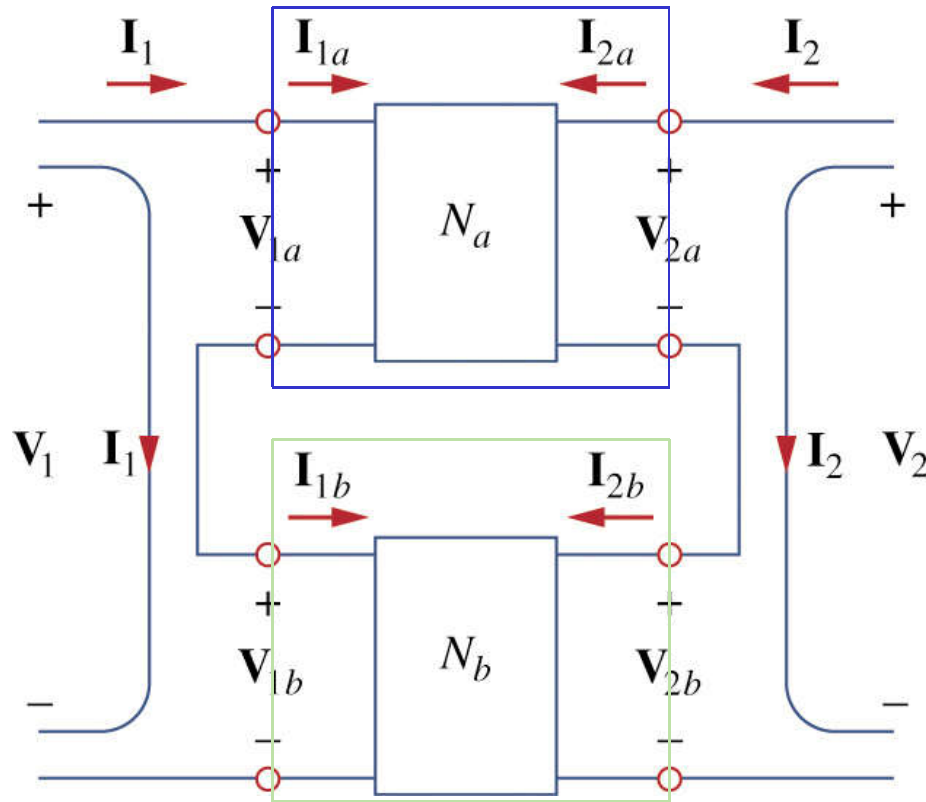 I₁ I₁ₐ I₂ₐ I₂
+ + + +
V₁ₐ Nₐ V₂ₐ
− −
V₁ I₁ I₂ V₂
I₁b I₂b
+ +
V₁b Nb V₂b
− − − −